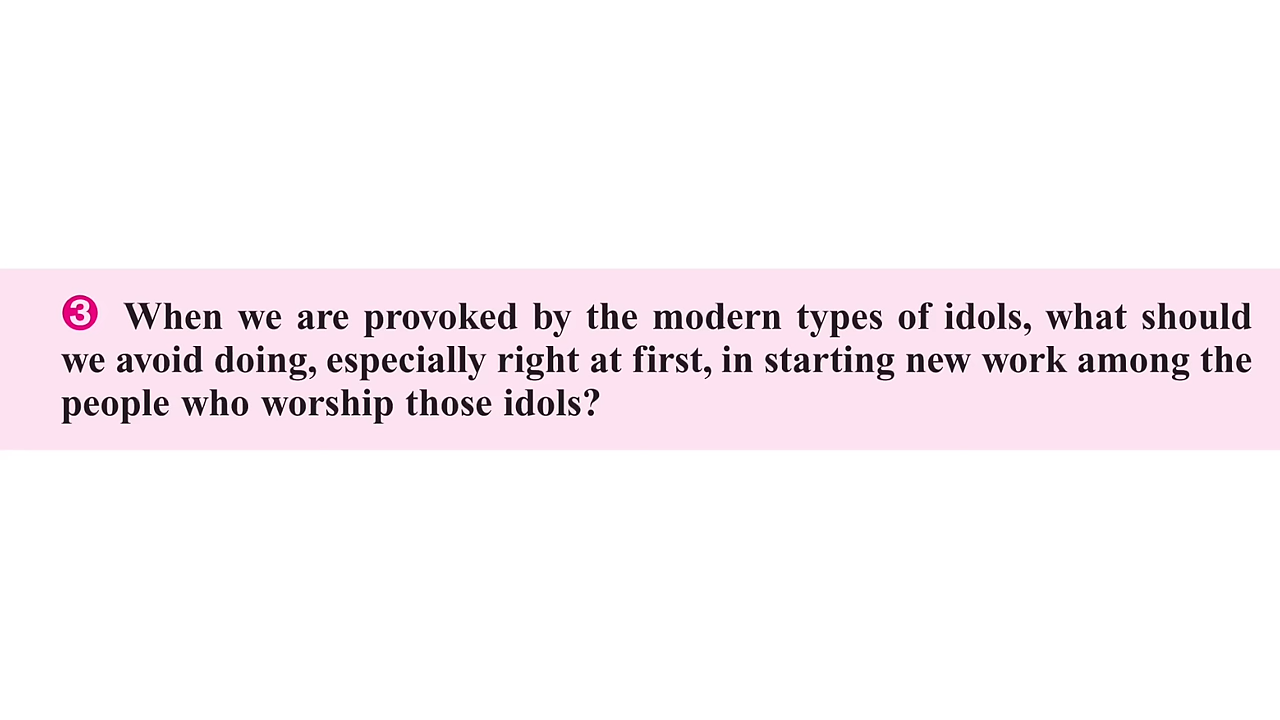 ❸ When we are provoked by the modern types of idols, what should
we avoid doing, especially right at first, in starting new work among the
people who worship those idols?